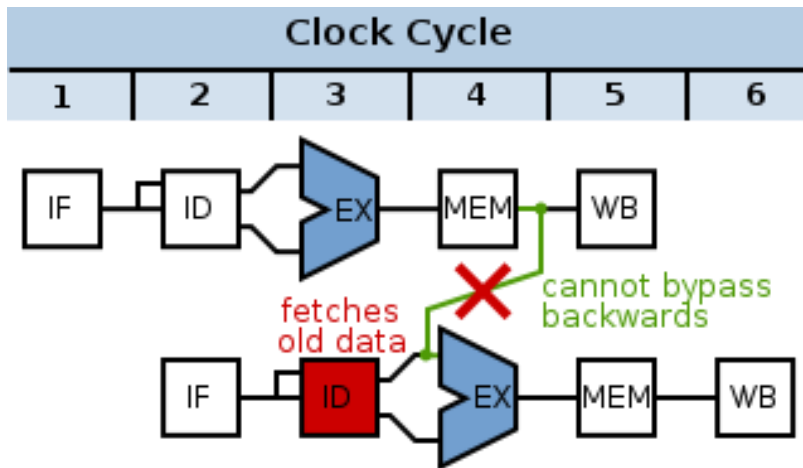 Clock Cycle
1 2 3 4 5 6
IF ID EX MEM WB
cannot bypass
backwards
fetches
old data
IF ID EX MEM WB